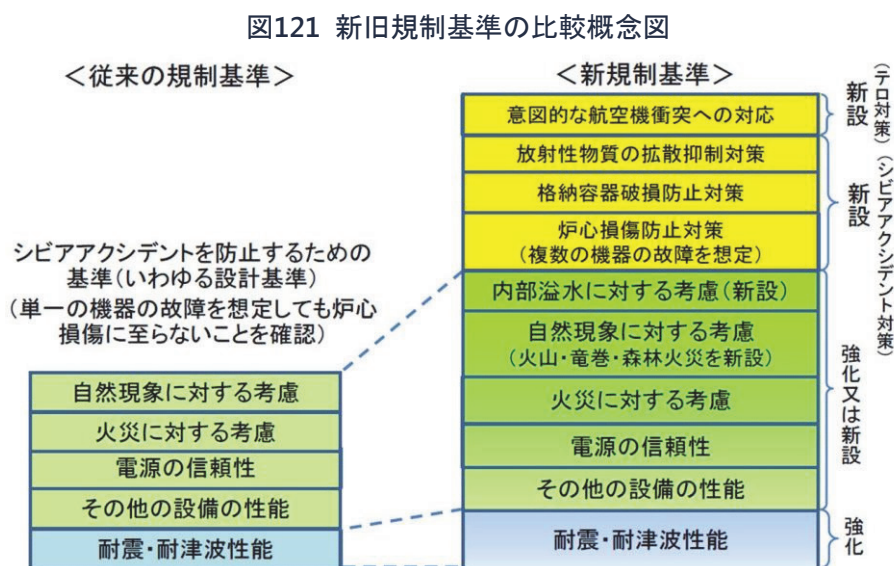 図121 新旧規制基準の比較概念図
＜従来の規制基準＞
シビアアクシデントを防止するための
基準(いわゆる設計基準)
(単一の機器の故障を想定しても炉心
損傷に至らないことを確認)
自然現象に対する考慮
火災に対する考慮
電源の信頼性
その他の設備の性能
耐震・耐津波性能
＜新規制基準＞
意図的な航空機衝突への対応
放射性物質の拡散抑制対策
格納容器破損防止対策
炉心損傷防止対策
(複数の機器の故障を想定)
内部溢水に対する考慮(新設)
自然現象に対する考慮
(火山・竜巻・森林火災を新設)
火災に対する考慮
電源の信頼性
その他の設備の性能
耐震・耐津波性能
新設
(テロ対策)
新設
(シビアアクシデント対策)
強化又は新設
強化